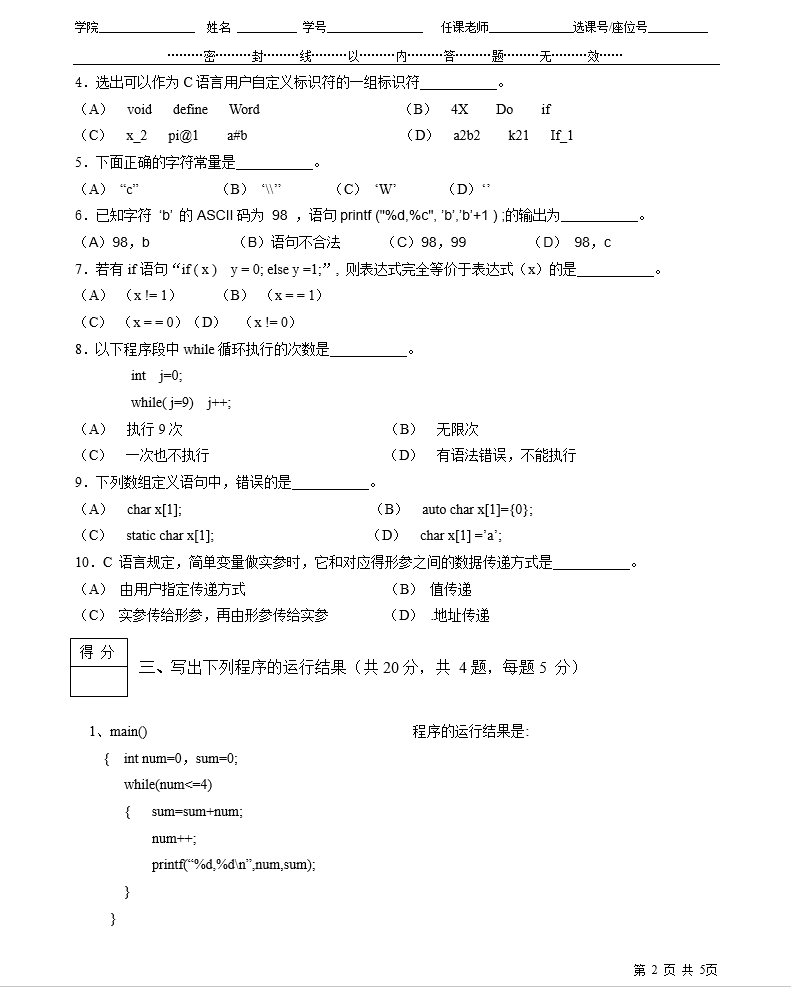 学院________________ 姓名 __________ 学号________________ 任课老师______________选课号/座位号__________
………密………封………线………以………内………答………题………无………效……
4．选出可以作为 C 语言用户自定义标识符的一组标识符___________。
（A） void define Word （B） 4X Do if
（C） x_2 pi@1 a#b （D） a2b2 k21 If_1
5．下面正确的字符常量是___________。
（A） “c” （B） ‘\\’’ （C） ‘W’ （D）‘’
6．已知字符 ‘b’ 的 ASCII 码为 98 ，语句 printf ("%d,%c", ’b’,’b’+1 ) ;的输出为___________。
（A）98，b （B）语句不合法 （C）98，99 （D） 98，c
7．若有 if 语句“if ( x ) y = 0; else y =1;”，则表达式完全等价于表达式（x）的是___________。
（A） （x != 1） （B） （x = = 1）
（C） （x = = 0）（D） （x != 0）
8．以下程序段中 while 循环执行的次数是___________。
int j=0;
while( j=9) j++;
（A） 执行 9 次 （B） 无限次
（C） 一次也不执行 （D） 有语法错误，不能执行
9．下列数组定义语句中，错误的是___________。
（A） char x[1]; （B） auto char x[1]={0};
（C） static char x[1]; （D） char x[1] =’a’;
10．C 语言规定，简单变量做实参时，它和对应得形参之间的数据传递方式是___________。
（A） 由用户指定传递方式 （B） 值传递
（C） 实参传给形参，再由形参传给实参 （D） .地址传递
得 分
三、写出下列程序的运行结果（共 20 分，共 4 题，每题 5 分）
1、main() 程序的运行结果是:
{ int num=0，sum=0;
while(num<=4)
{ sum=sum+num;
num++;
printf(“%d,%d\n”,num,sum);
}
}
第 2 页 共 5页